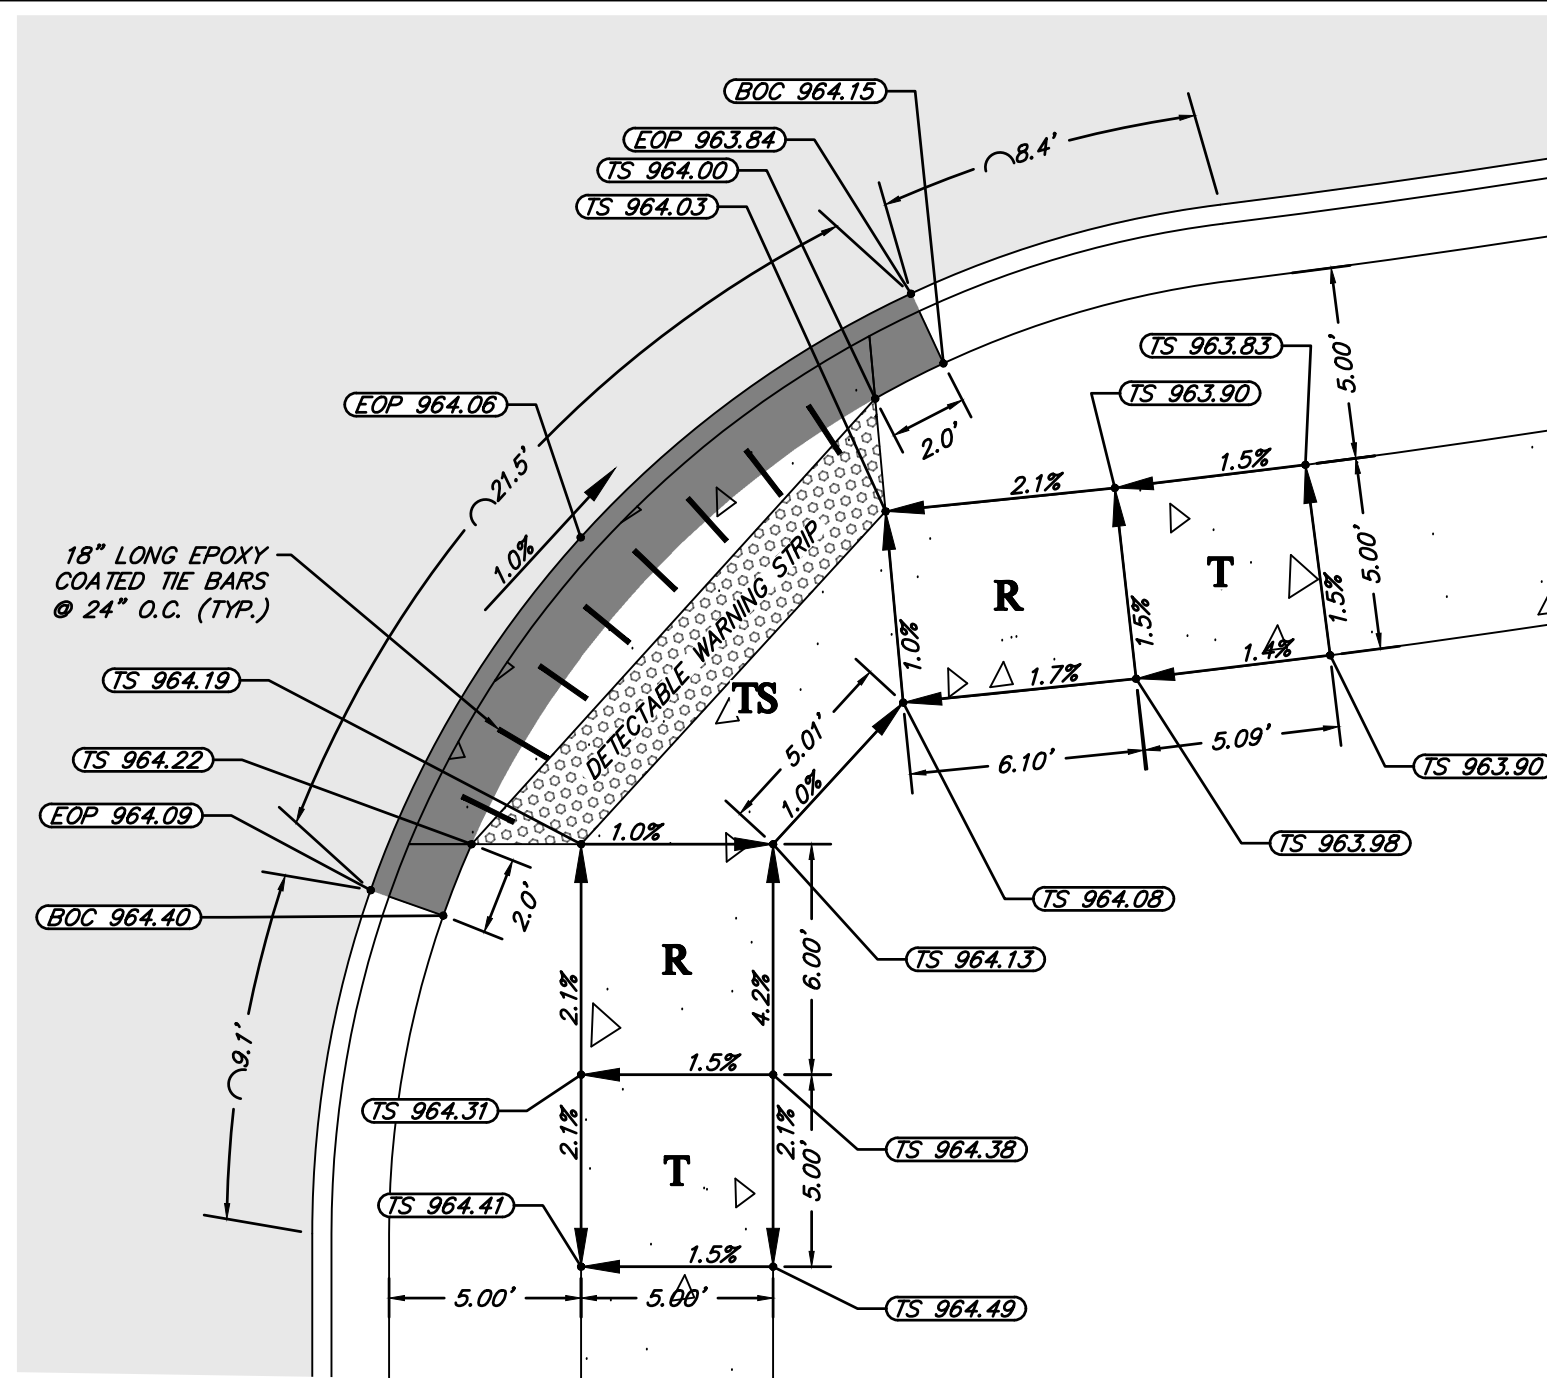 BOC 964.15
EOP 963.84
TS 964.00
TS 964.03
8.4'
5.00'
TS 963.83
TS 963.90
2.0'
EOP 964.06
21.5'
1.0%
18" LONG EPOXY
COATED TIE BARS
@ 24" O.C. (TYP.)
2.1%
1.5%
5.00'
R
T
1.0%
1.5%
1.5%
DETECTABLE WARNING STRIP
TS
1.7%
1.4%
TS 964.19
TS 964.22
EOP 964.09
BOC 964.40
5.01'
1.0%
6.10'
5.09'
TS 963.90
TS 963.98
TS 964.08
TS 964.13
1.0%
2.0'
R
2.1%
4.2%
6.00'
9.1'
1.5%
TS 964.31
TS 964.38
2.1%
2.1%
5.00'
T
TS 964.41
1.5%
5.00'
5.00'
TS 964.49